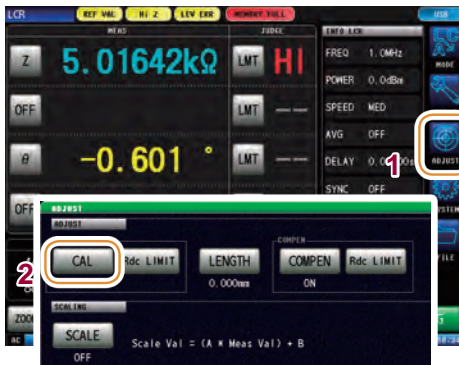 LCR REF VAL HI Z LEV ERR MEMORY FULL USB
MEAS JUDGE INFO LCR
Z 5.01642kΩ LMT HI
FREQ 1.0MHz
MODE
POWER 0.0dBm
OFF LMT -- SPEED MED
AVG OFF
θ -0.601 ° LMT -- DELAY
1
ADJUST
SYNC OFF
OFF
ADJUST
ADJUST
COMPEN
2
CAL Rdc LIMIT LENGTH COMPEN Rdc LIMIT
0.000mm ON
FILE
SCALING
SCALE Scale Val = (A * Meas Val) + B
OFF
AC